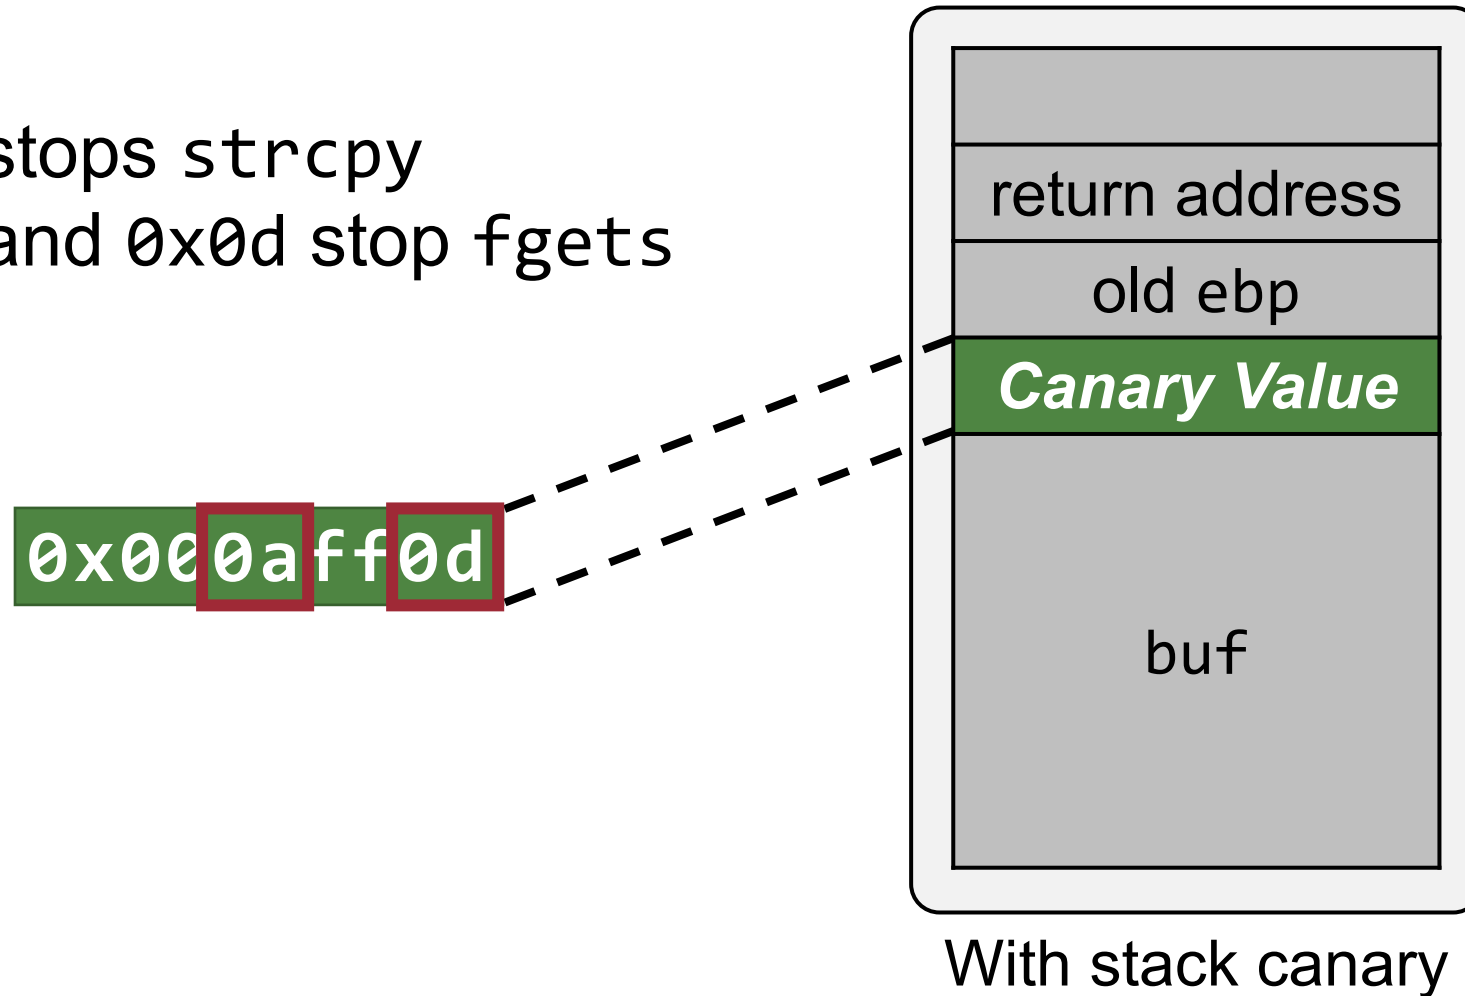 stops strcpy
and 0x0d stop fgets
return address
old ebp
Canary Value
0x000aff0d
buf
With stack canary